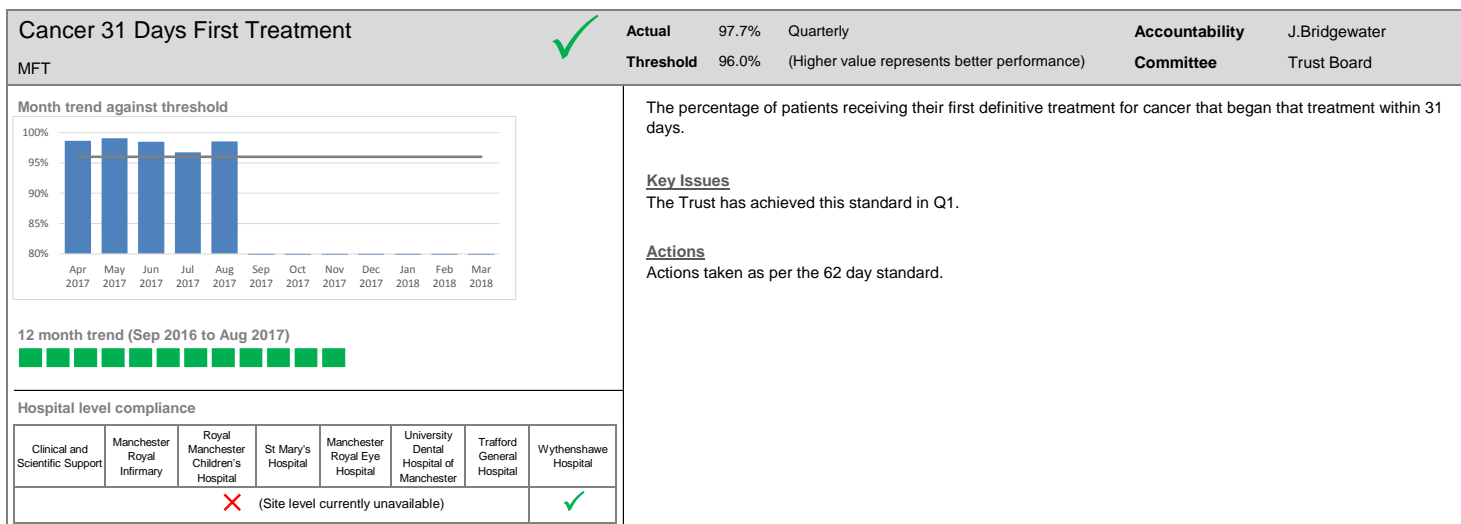 Cancer 31 Days First Treatment
MFT
Actual 97.7% Quarterly
Threshold 96.0% (Higher value represents better performance)
Accountability J.Bridgewater
Committee Trust Board
Month trend against threshold
100%
95%
90%
85%
80%
Apr May Jun Jul Aug Sep Oct Nov Dec Jan Feb Mar
2017 2017 2017 2017 2017 2017 2017 2017 2017 2018 2018 2018
12 month trend (Sep 2016 to Aug 2017)
Hospital level compliance
Clinical and
Scientific Support
Manchester
Royal
Infirmary
Royal
Manchester
Children's
Hospital
St Mary's
Hospital
Manchester
Royal Eye
Hospital
University
Dental
Hospital of
Manchester
Trafford
General
Hospital
Wythenshawe
Hospital
(Site level currently unavailable)
The percentage of patients receiving their first definitive treatment for cancer that began that treatment within 31
days.
Key Issues
The Trust has achieved this standard in Q1.
Actions
Actions taken as per the 62 day standard.